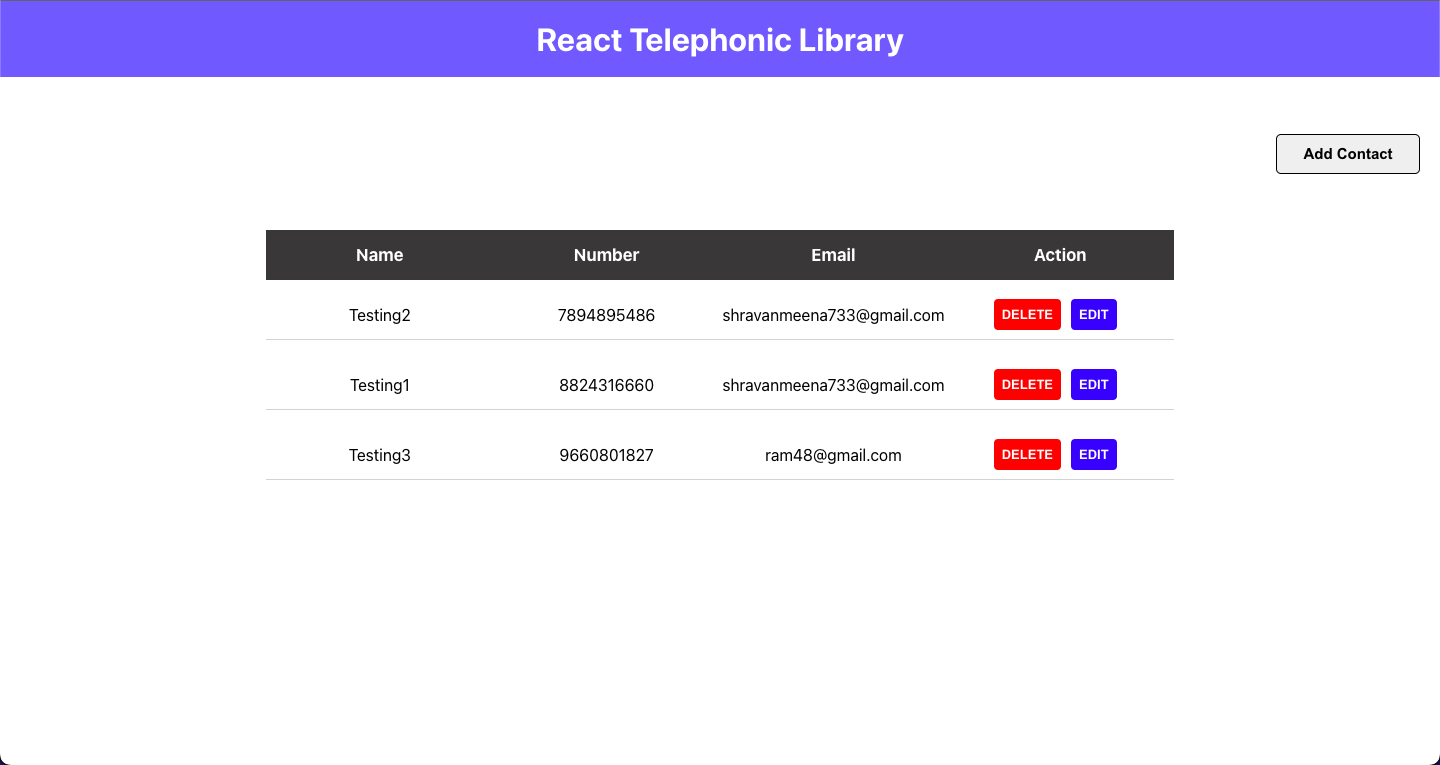 React Telephonic Library
Add Contact
Name Number Email Action
Testing2 7894895486 shravanmeena733@gmail.com DELETE EDIT
Testing1 8824316660 shravanmeena733@gmail.com DELETE EDIT
Testing3 9660801827 ram48@gmail.com DELETE EDIT